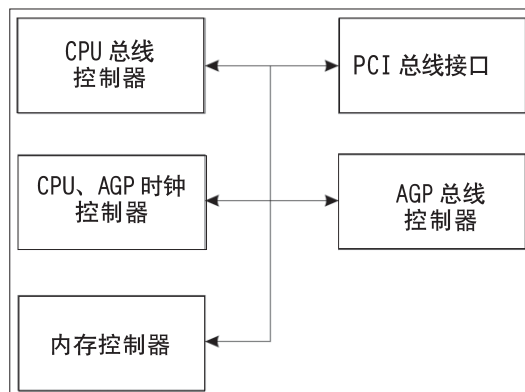 CPU 总线
控制器
PCI 总线接口
CPU、AGP 时钟
控制器
AGP 总线
控制器
内存控制器